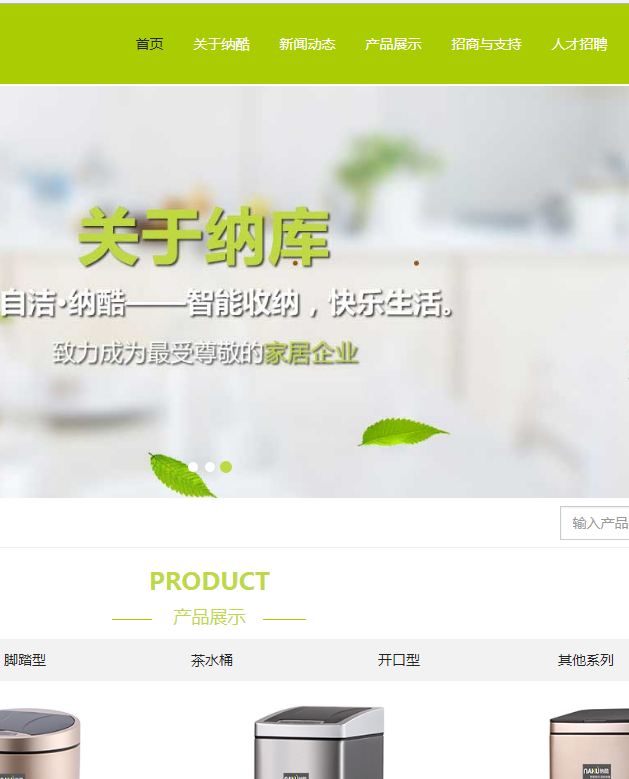 首页 关于纳酷 新闻动态 产品展示 招商与支持 人才招聘
关于纳库
自洁•纳酷——智能收纳，快乐生活。
致力成为最受尊敬的家居企业
输入产品
PRODUCT
产品展示
脚踏型 茶水桶 开口型 其他系列